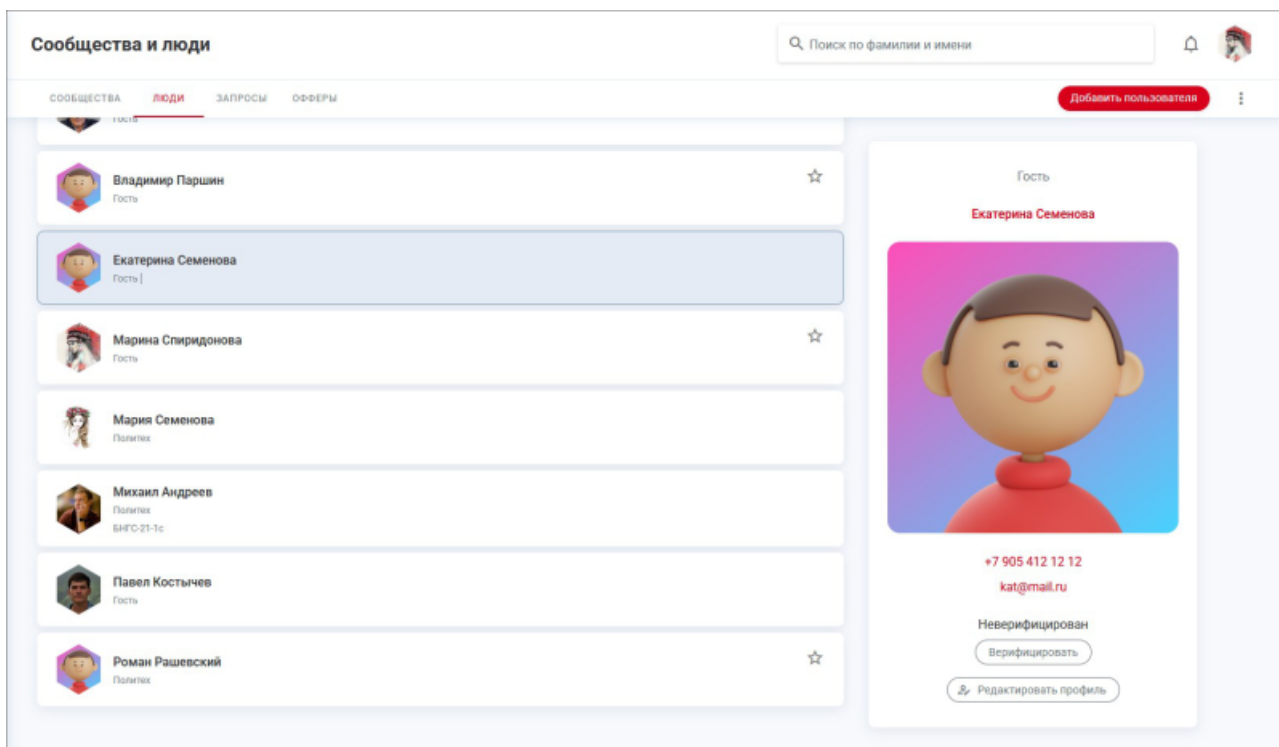 Сообщества и люди
Поиск по фамилии и имени
СООБЩЕСТВА ЛЮДИ ЗАПРОСЫ ОФФЕРЫ
Добавить пользователя
Гость
Владимир Паршин
Гость
Екатерина Семенова
Гость
Марина Спиридонова
Гость
Мария Семенова
Политех
Михаил Андреев
Политех
БНГС-21-1с
Павел Костычев
Гость
Роман Рашевский
Политех
Гость
Екатерина Семенова
+7 905 412 12 12
kat@mail.ru
Неверифицирован
Верифицировать
Редактировать профиль